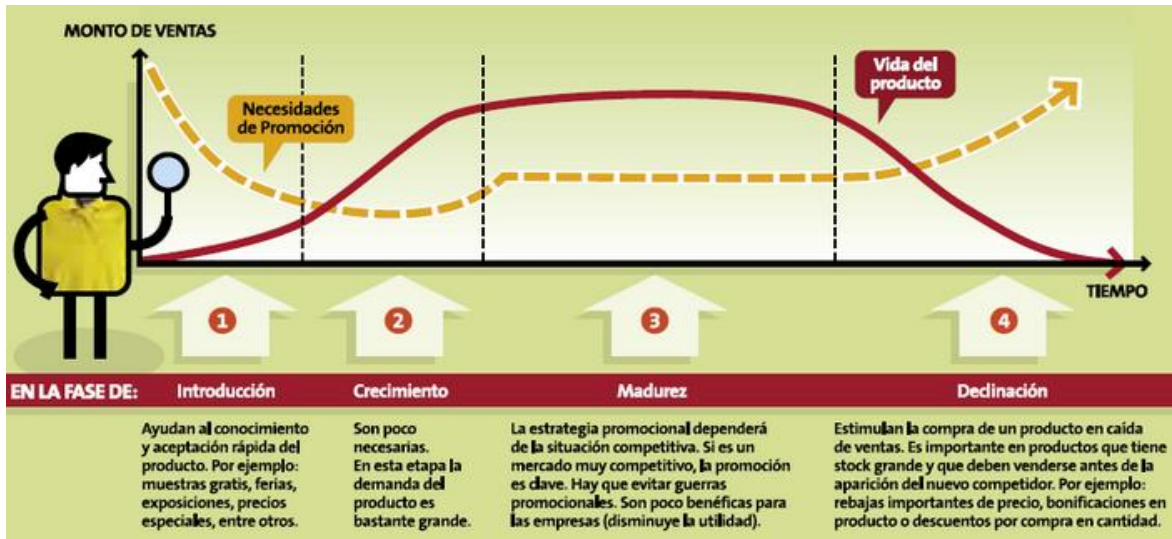 MONTO DE VENTAS
Necesidades
de Promoción
Vida del
producto
TIEMPO
1
2
3
4
EN LA FASE DE:
Introducción
Crecimiento
Madurez
Declinación
Ayudan al conocimiento
y aceptación rápida del
producto. Por ejemplo:
muestras gratis, ferias,
exposiciones, precios
especiales, entre otros.
Son poco
necesarias.
En esta etapa la
demanda del
producto es
bastante grande.
La estrategia promocional dependerá
de la situación competitiva. Si es un
mercado muy competitivo, la promoción
es clave. Hay que evitar guerras
promocionales. Son poco benéficas para
las empresas (disminuye la utilidad).
Estimulan la compra de un producto en caída
de ventas. Es importante en productos que tiene
stock grande y que deben venderse antes de la
aparición del nuevo competidor. Por ejemplo:
rebajas importantes de precio, bonificaciones en
producto o descuentos por compra en cantidad.